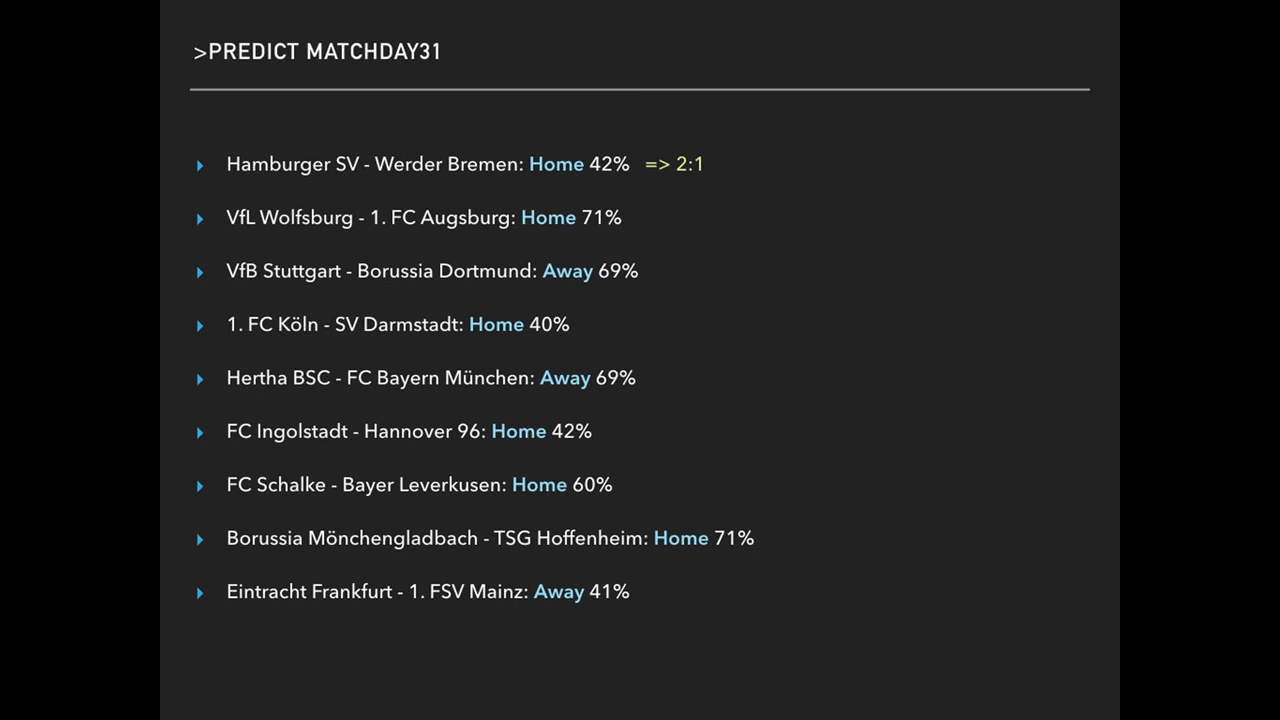 >PREDICT MATCHDAY31
Hamburger SV - Werder Bremen: Home 42% => 2:1
VfL Wolfsburg - 1. FC Augsburg: Home 71%
VfB Stuttgart - Borussia Dortmund: Away 69%
1. FC Köln - SV Darmstadt: Home 40%
Hertha BSC - FC Bayern München: Away 69%
FC Ingolstadt - Hannover 96: Home 42%
FC Schalke - Bayer Leverkusen: Home 60%
Borussia Mönchengladbach - TSG Hoffenheim: Home 71%
Eintracht Frankfurt - 1. FSV Mainz: Away 41%